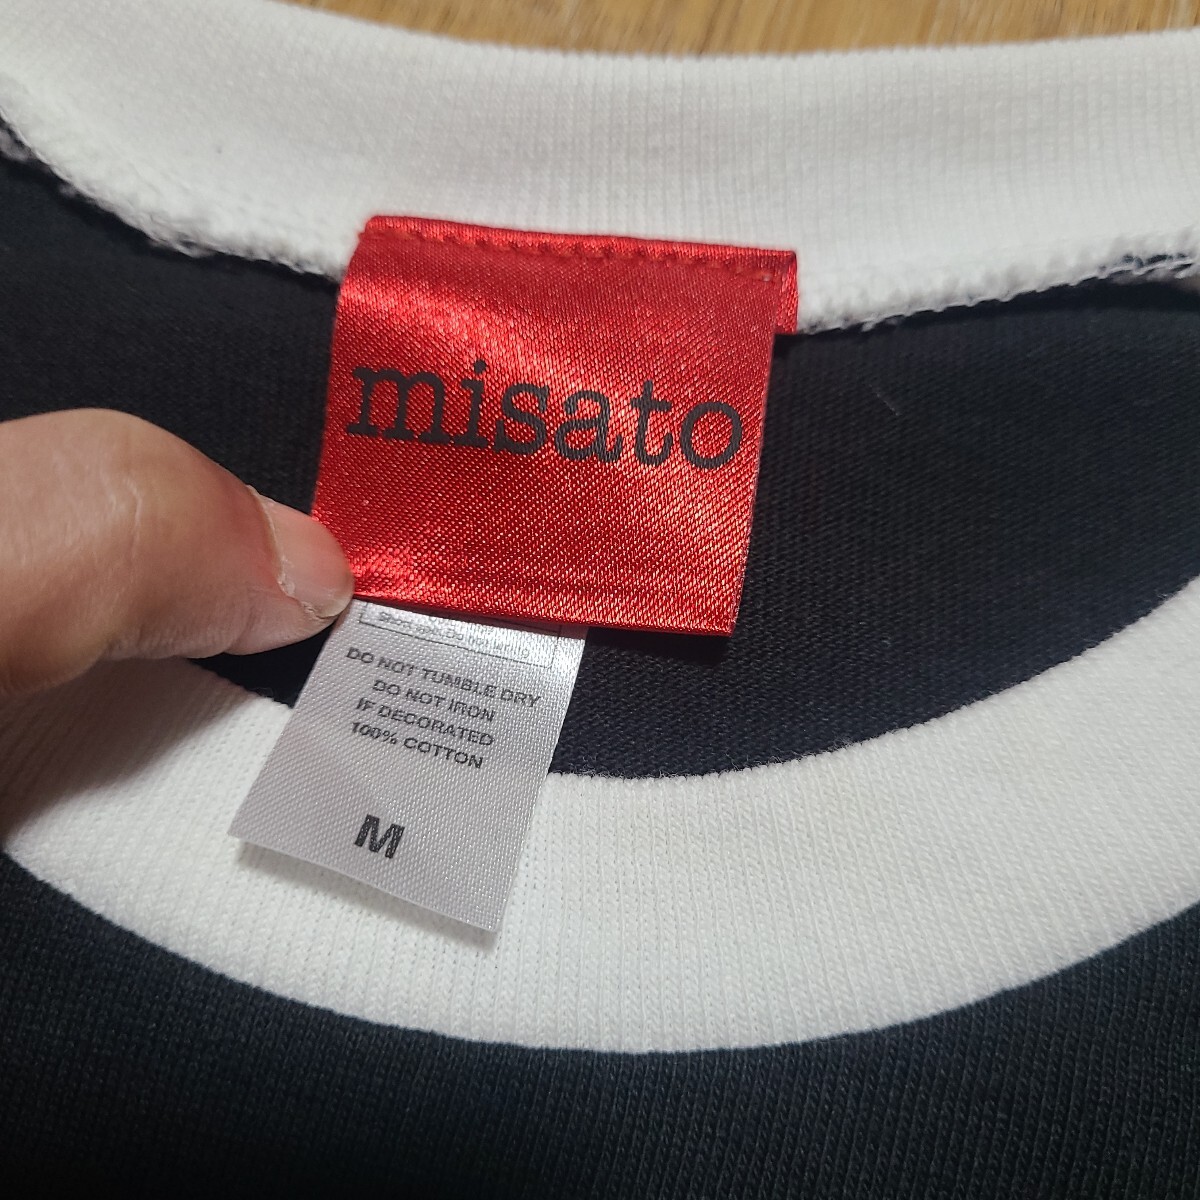 misato
DO NOT TUMBLE DRY
DO NOT IRON
IF DECORATED
100% COTTON
M